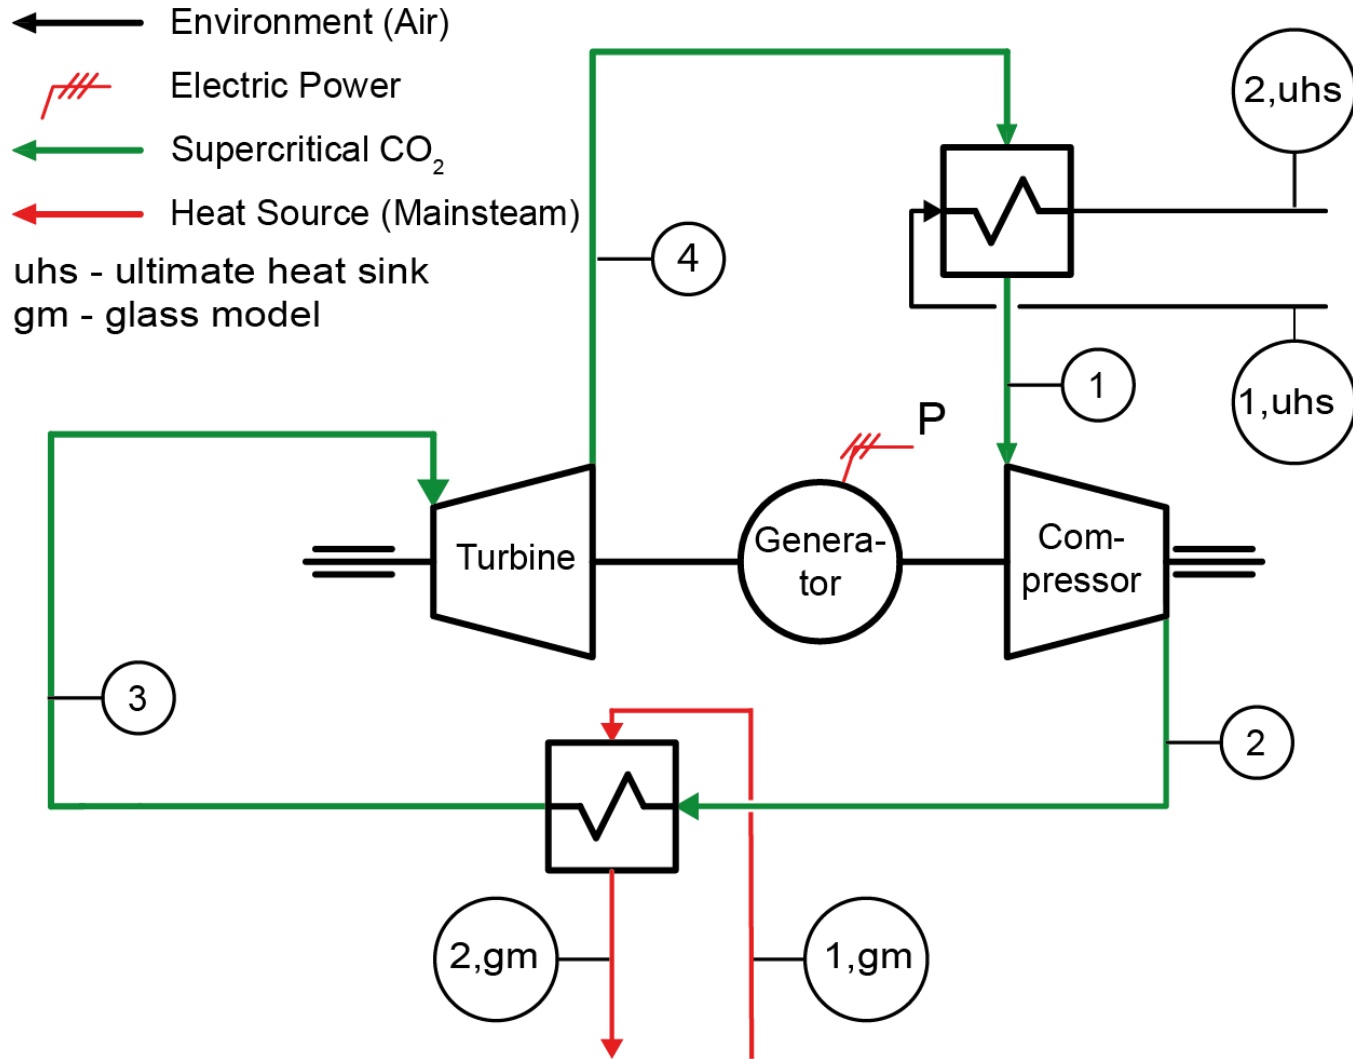 Environment (Air)
Electric Power
Supercritical CO₂
Heat Source (Mainsteam)
uhs - ultimate heat sink
gm - glass model
2,uhs
4
1
1,uhs
P
Turbine
Genera-
tor
Com-
pressor
3
2
2,gm
1,gm